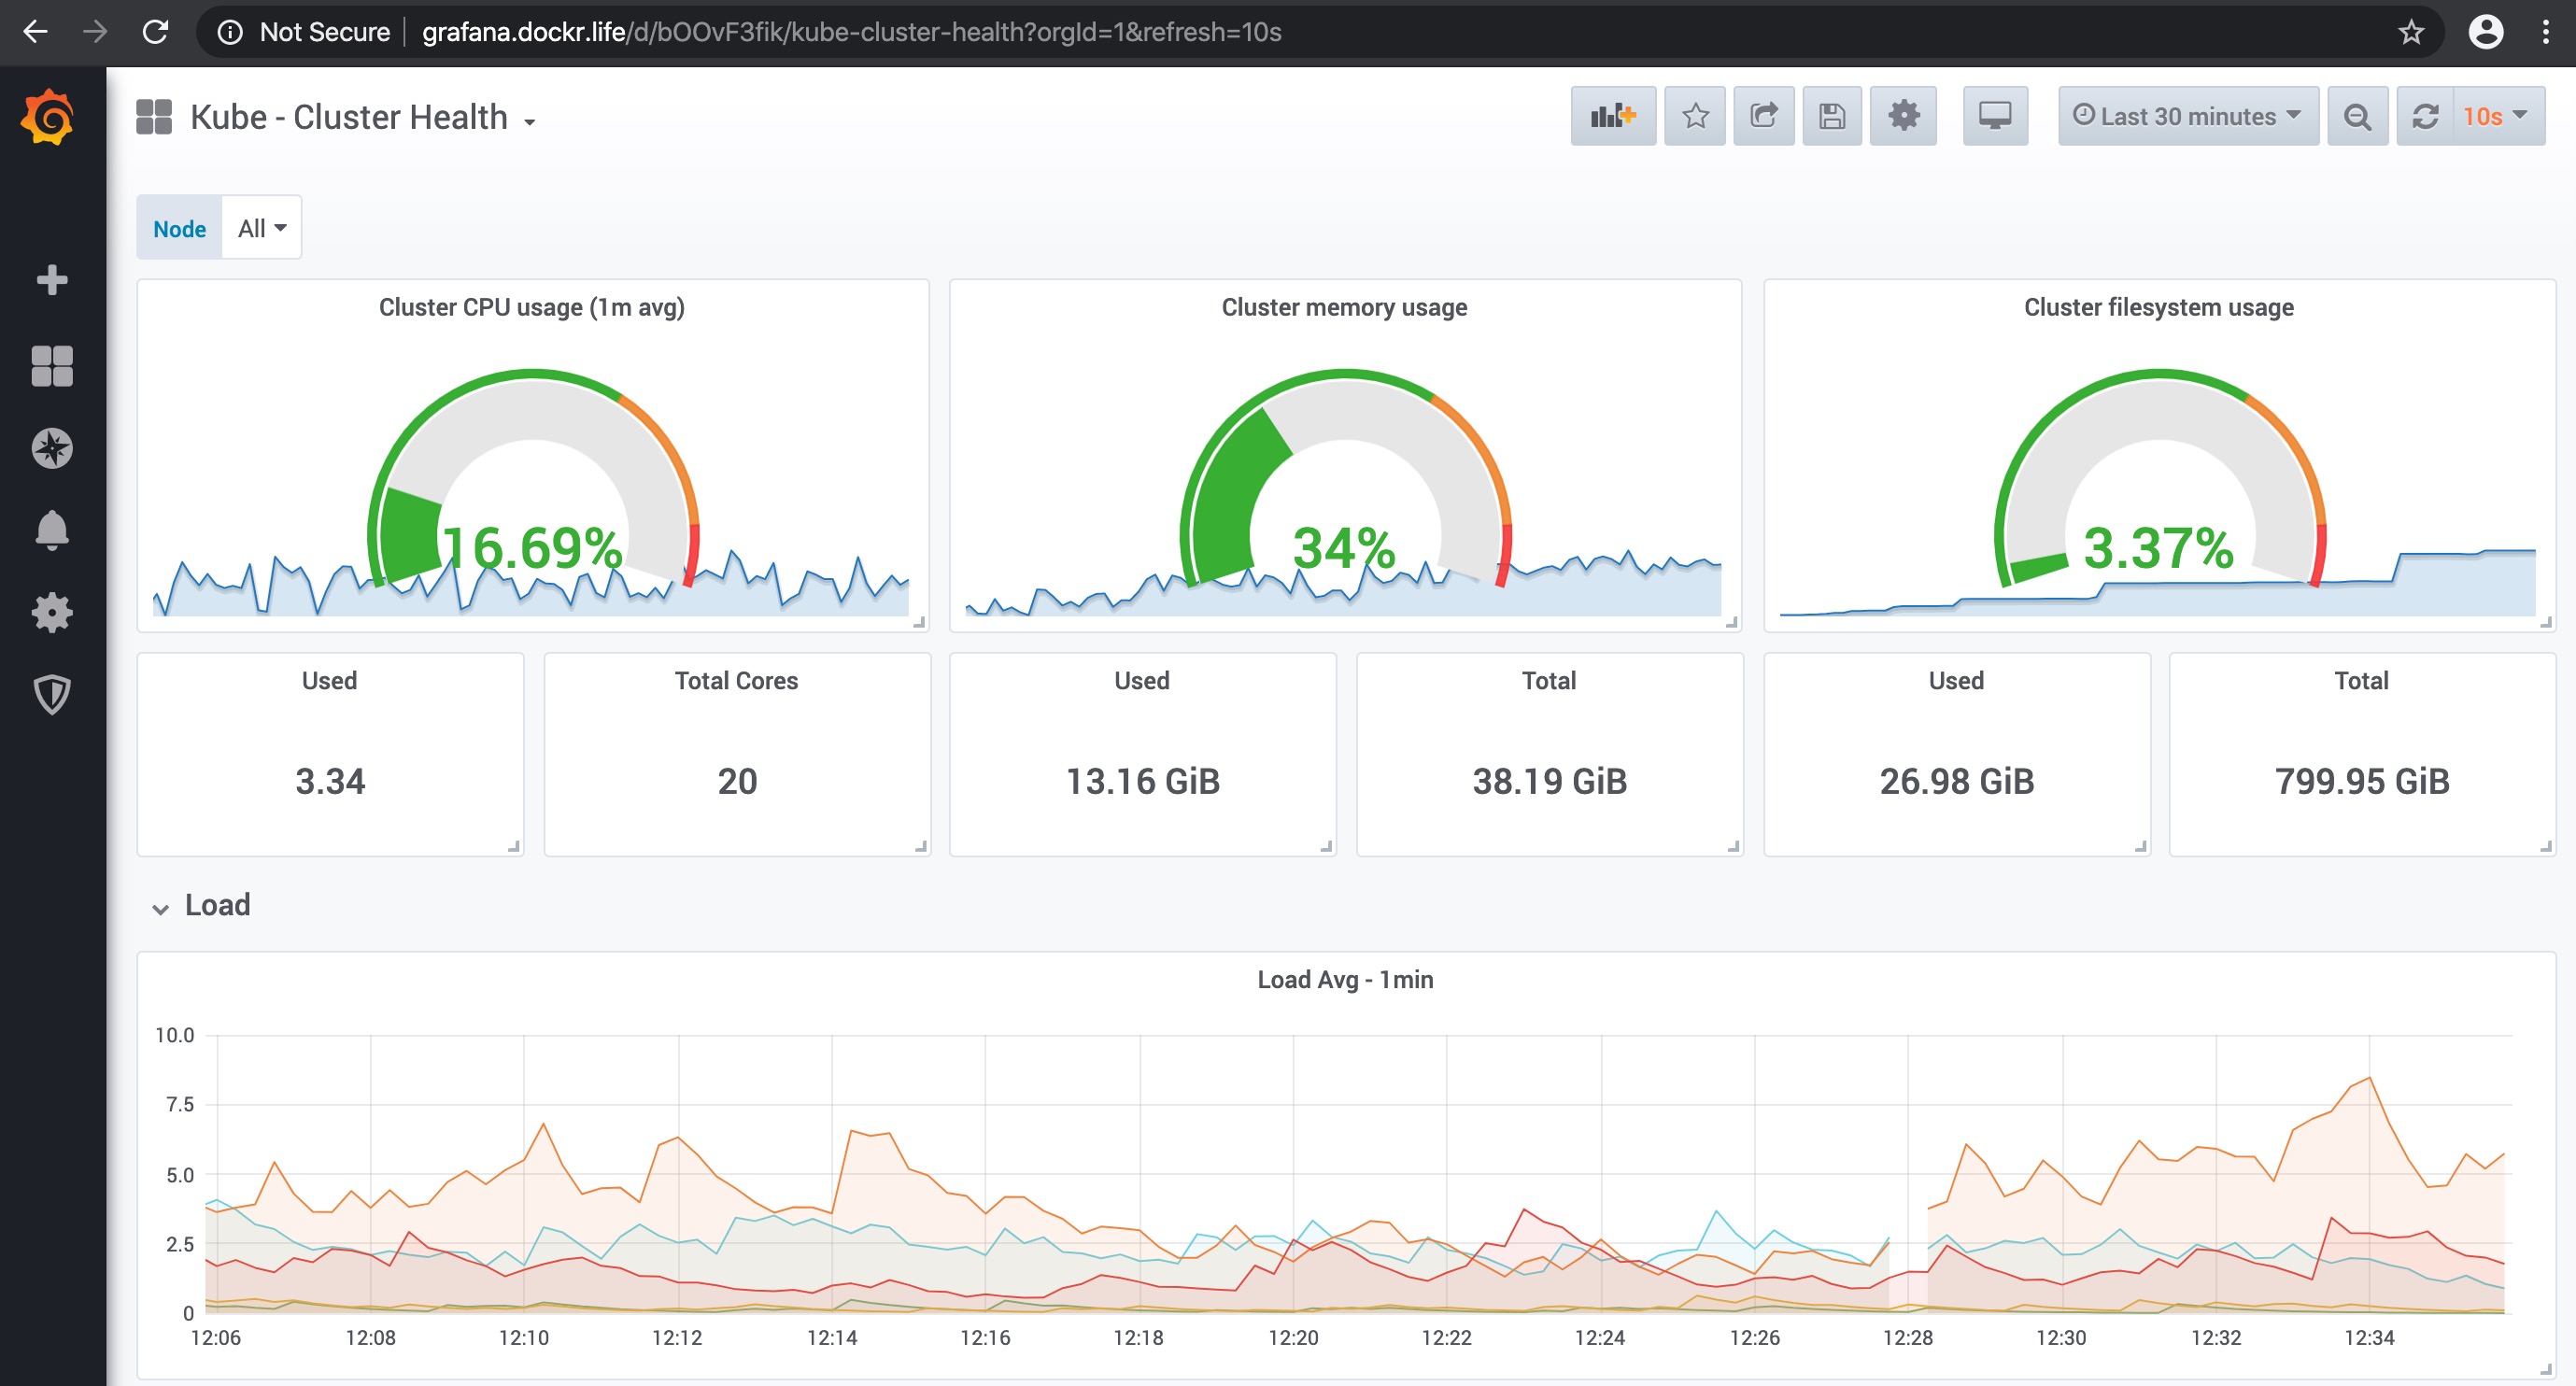 Not Secure | grafana.dockr.life/d/bOOvF3fik/kube-cluster-health?orgId=1&refresh=10s
Kube - Cluster Health
Last 30 minutes
10s
Node All
Cluster CPU usage (1m avg)
16.69%
Cluster memory usage
34%
Cluster filesystem usage
3.37%
Used
3.34
Total Cores
20
Used
13.16 GiB
Total
38.19 GiB
Used
26.98 GiB
Total
799.95 GiB
Load
Load Avg - 1min
10.0
7.5
5.0
2.5
0
12:06 12:08 12:10 12:12 12:14 12:16 12:18 12:20 12:22 12:24 12:26 12:28 12:30 12:32 12:34